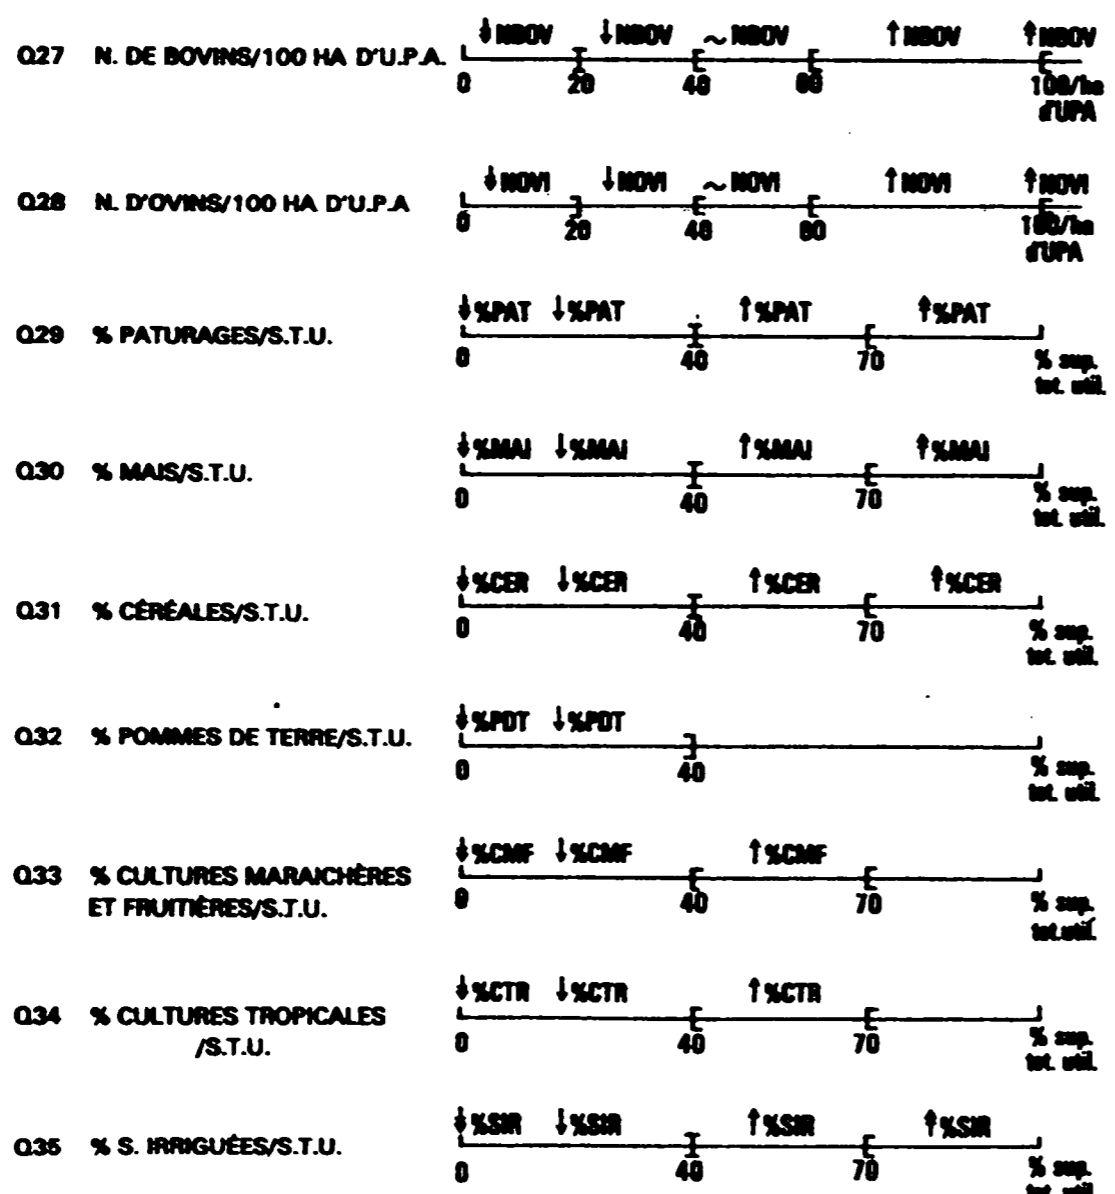 ↡NBOV ↓NBOV ~NBOV ↑NBOV ↟NBOV
Q27 N. DE BOVINS/100 HA D'U.P.A.
0 20 40 60 100/ha
d'UPA
↡NOVI ↓NOVI ~NOVI ↑NOVI ↟NOVI
Q28 N. D'OVINS/100 HA D'U.P.A
0 20 40 60 100/ha
d'UPA
↡%PAT ↓%PAT ↑%PAT ↟%PAT
Q29 % PATURAGES/S.T.U.
0 40 70 % sup.
tot. util.
↡%MAI ↓%MAI ↑%MAI ↟%MAI
Q30 % MAIS/S.T.U.
0 40 70 % sup.
tot. util.
↡%CER ↓%CER ↑%CER ↟%CER
Q31 % CÉRÉALES/S.T.U.
0 40 70 % sup.
tot. util.
↡%PDT ↓%PDT
Q32 % POMMES DE TERRE/S.T.U.
0 40 % sup.
tot. util.
↡%CMF ↓%CMF ↑%CMF
Q33 % CULTURES MARAICHÈRES
ET FRUITIÈRES/S.T.U.
0 40 70 % sup.
tot.util.
↡%CTR ↓%CTR ↑%CTR
Q34 % CULTURES TROPICALES
/S.T.U.
0 40 70 % sup.
tot. util.
↡%SIR ↓%SIR ↑%SIR ↟%SIR
Q35 % S. IRRIGUÉES/S.T.U.
0 40 70 % sup.
tot. util